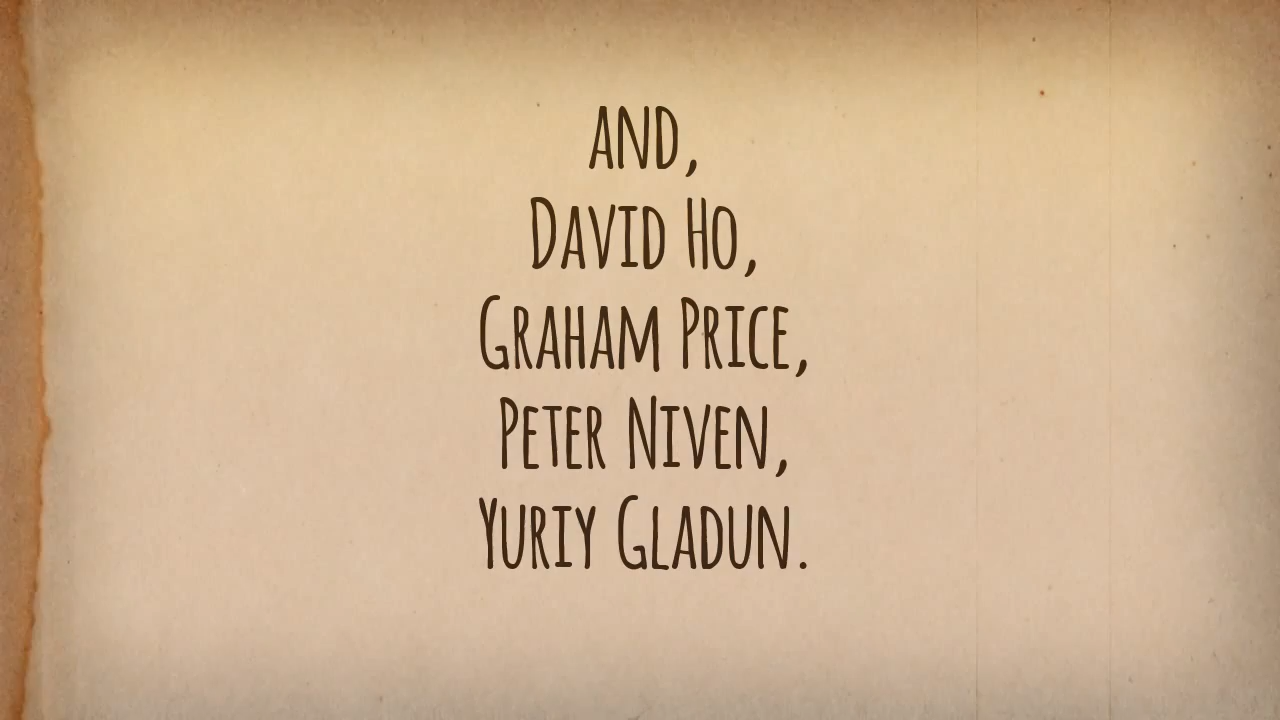 AND,
DAVID HO,
GRAHAM PRICE,
PETER NIVEN,
YURIY GLADUN.